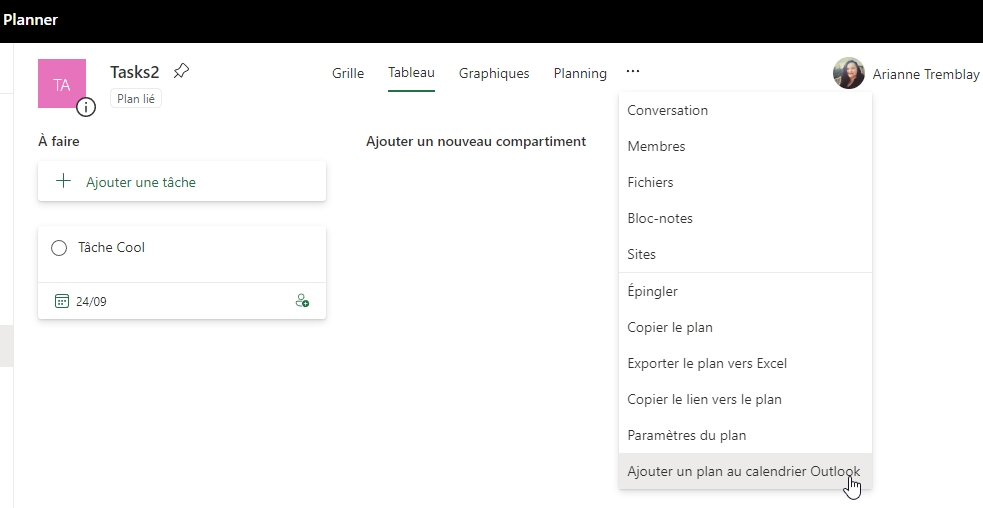 Planner
TA
Tasks2
Plan lié
Grille
Tableau
Graphiques
Planning
Arianne Tremblay
À faire
Ajouter une tâche
Tâche Cool
24/09
Ajouter un nouveau compartiment
Conversation
Membres
Fichiers
Bloc-notes
Sites
Épingler
Copier le plan
Exporter le plan vers Excel
Copier le lien vers le plan
Paramètres du plan
Ajouter un plan au calendrier Outlook